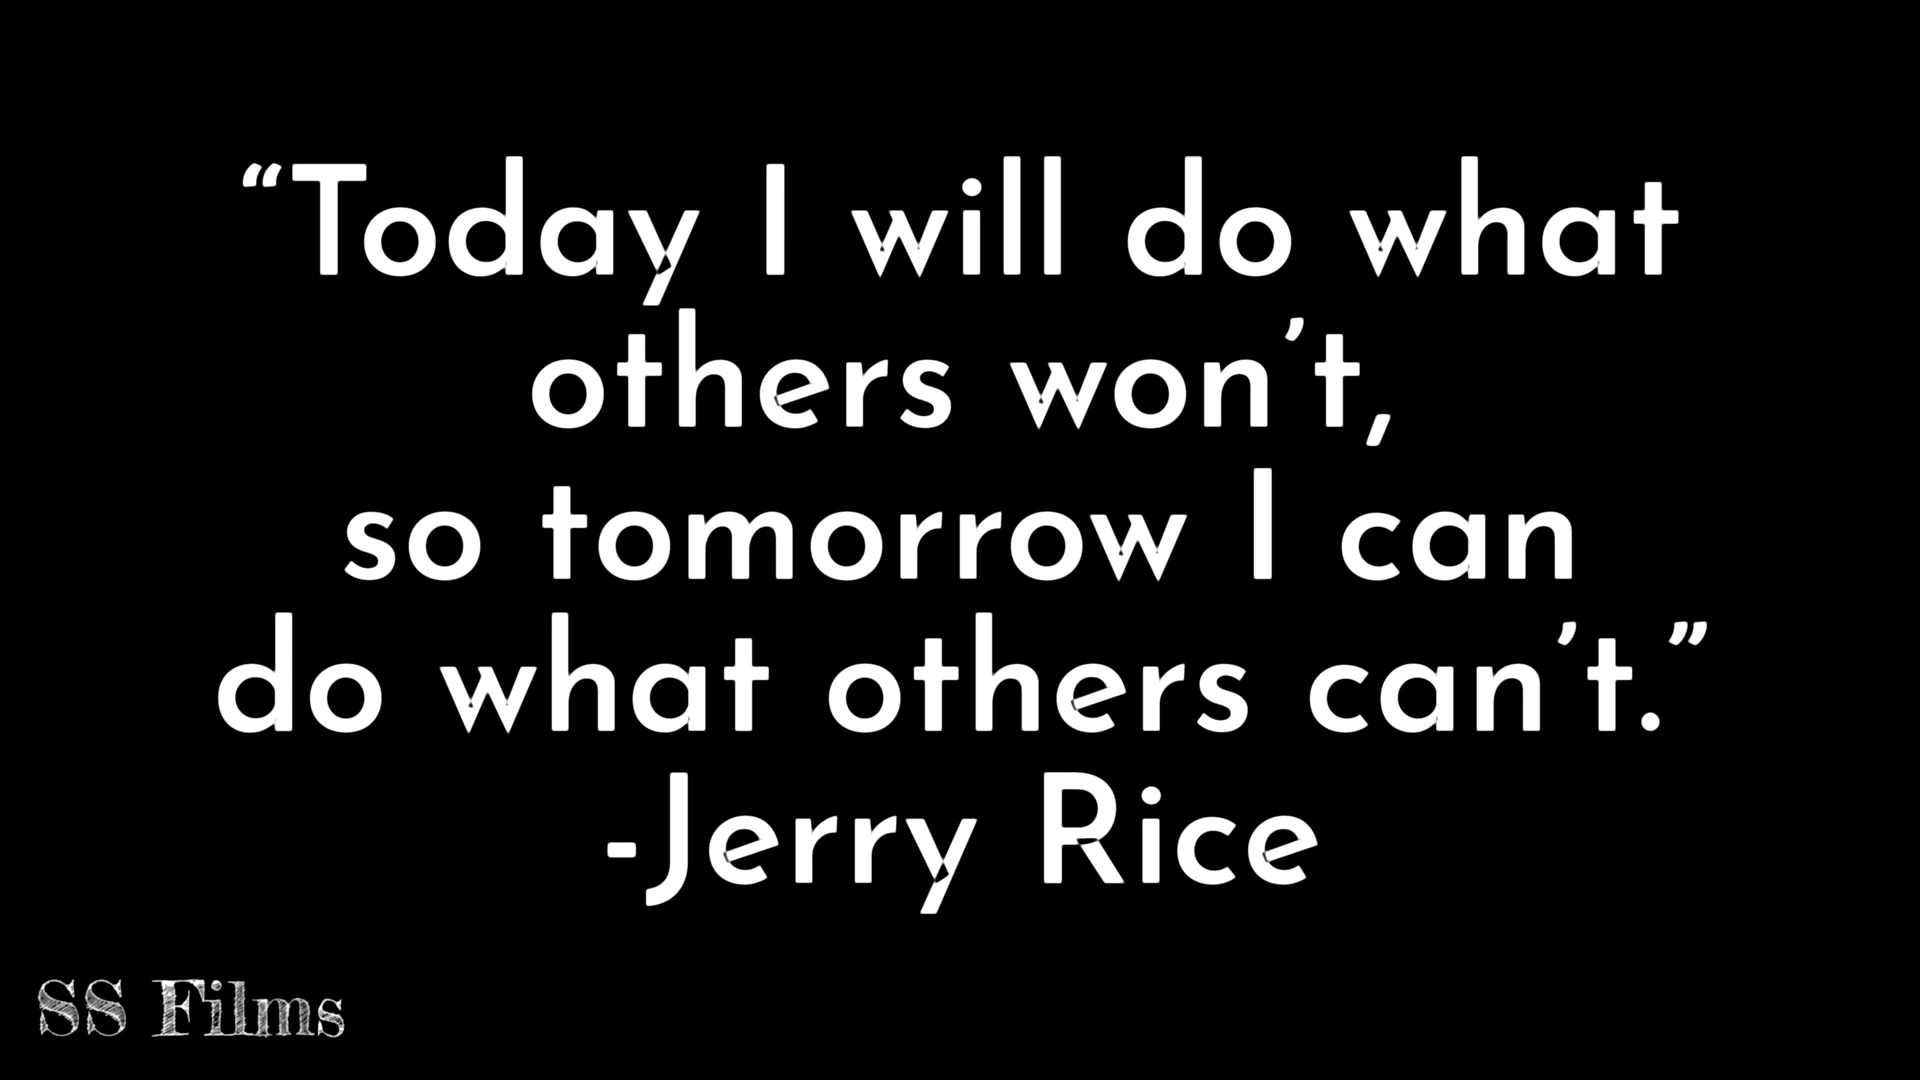 “Today I will do what
others won’t,
so tomorrow I can
do what others can’t.”
-Jerry Rice
SS Films